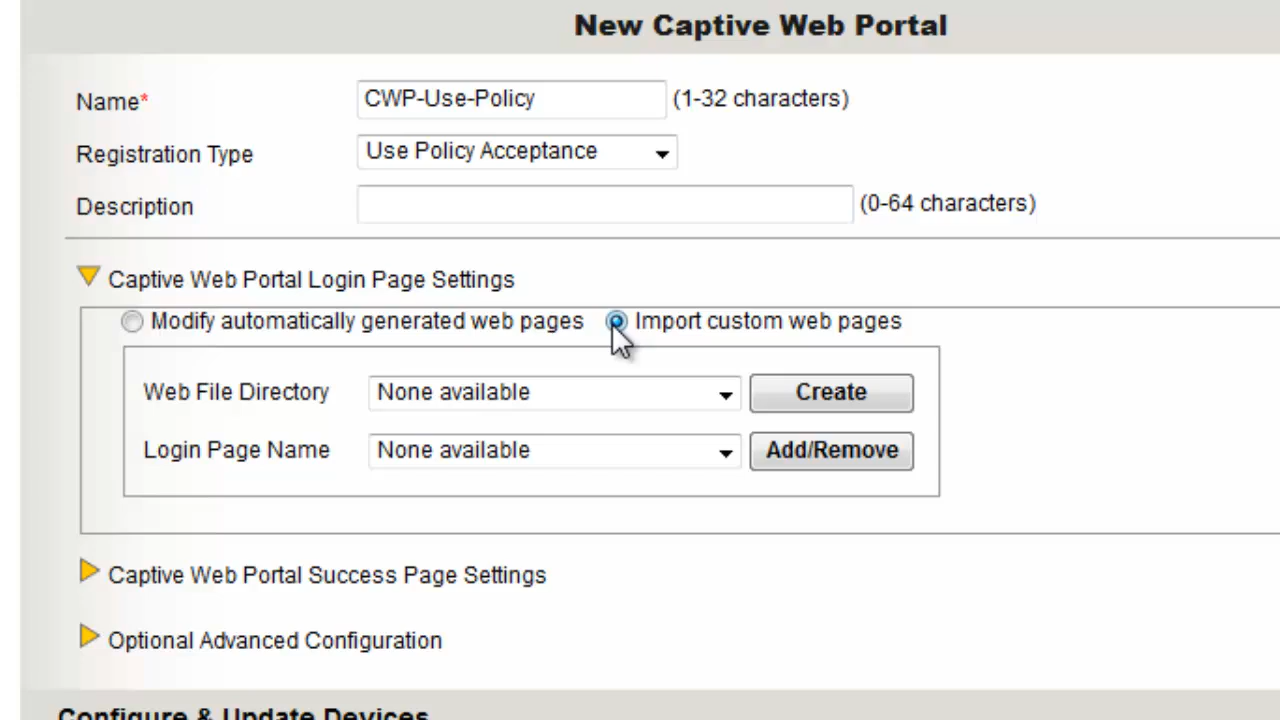 New Captive Web Portal
Name* CWP-Use-Policy (1-32 characters)
Registration Type Use Policy Acceptance
Description (0-64 characters)
Captive Web Portal Login Page Settings
Modify automatically generated web pages Import custom web pages
Web File Directory None available Create
Login Page Name None available Add/Remove
Captive Web Portal Success Page Settings
Optional Advanced Configuration
Configure & Update Devices